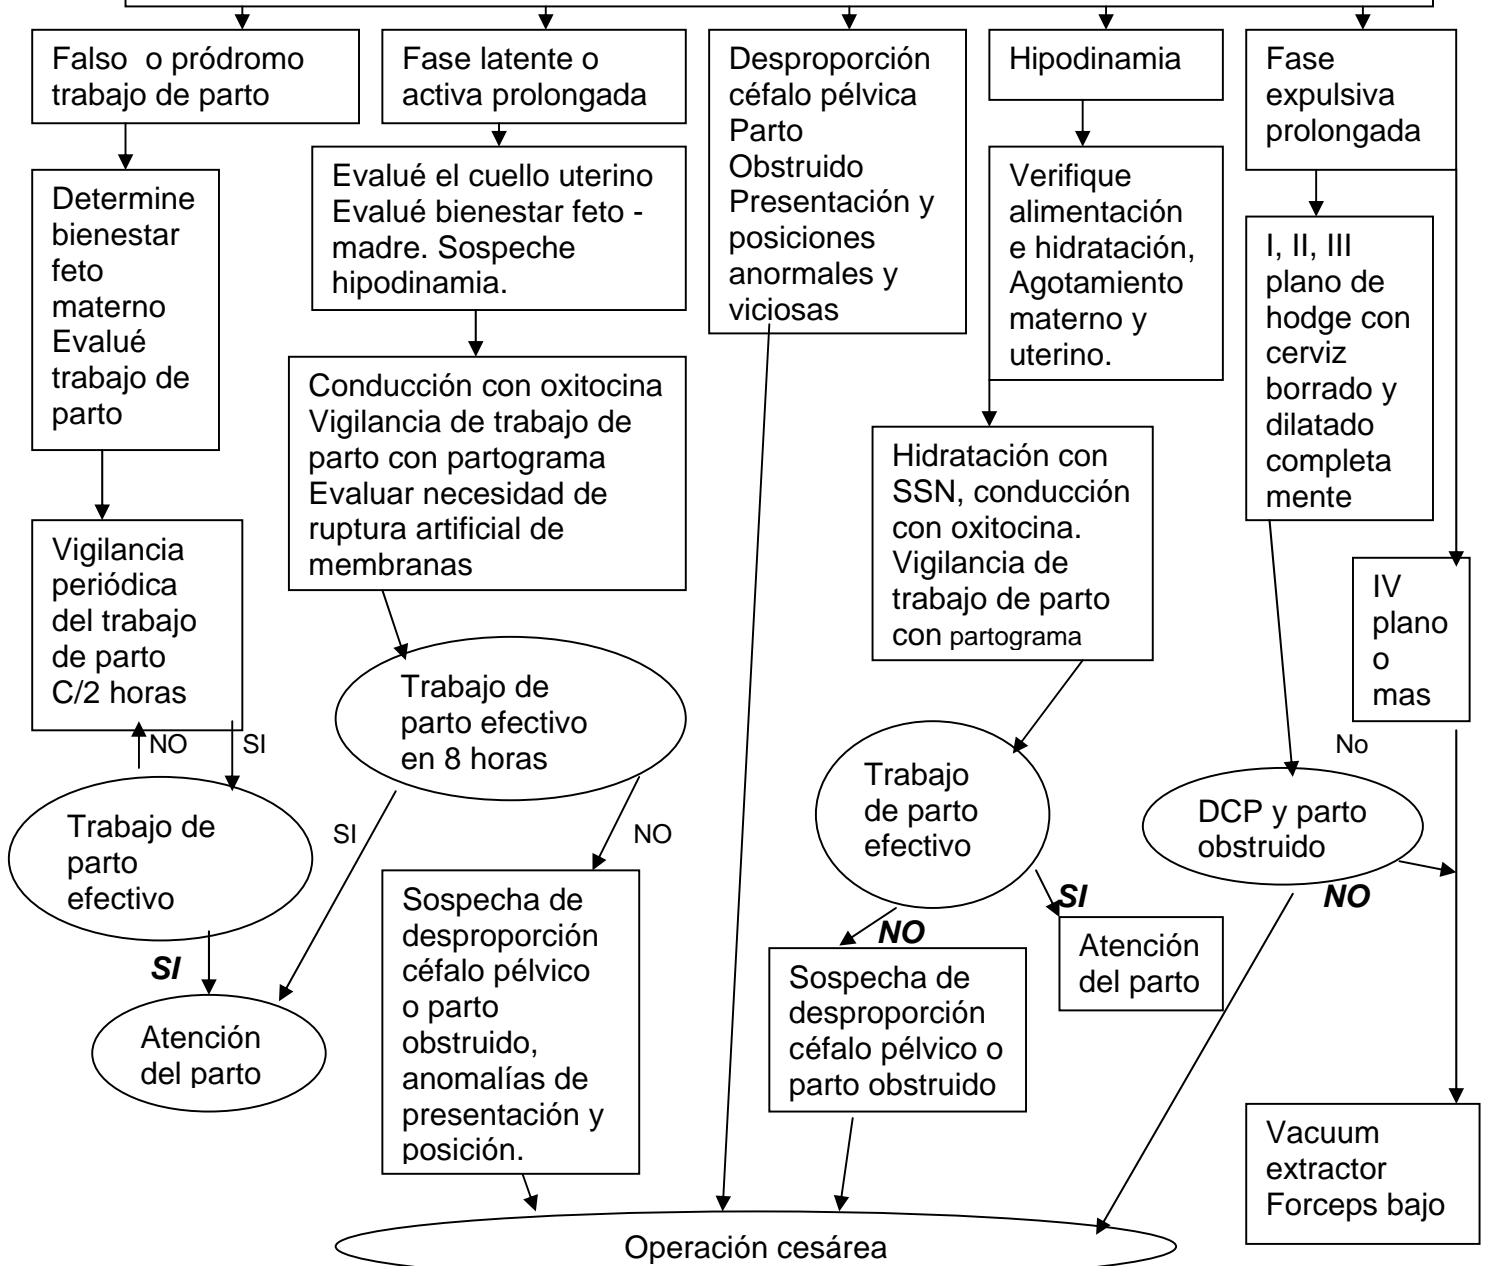 Falso o pródromo
trabajo de parto
Fase latente o
activa prolongada
Desproporción
céfalo pélvica
Parto
Obstruido
Presentación y
posiciones
anormales y
viciosas
Hipodinamia
Fase
expulsiva
prolongada
Determine
bienestar
feto
materno
Evalué
trabajo de
parto
Evalué el cuello uterino
Evalué bienestar feto -
madre. Sospeche
hipodinamia.
Verifique
alimentación
e hidratación,
Agotamiento
materno y
uterino.
I, II, III
plano de
hodge con
cerviz
borrado y
dilatado
completa
mente
Conducción con oxitocina
Vigilancia de trabajo de
parto con partograma
Evaluar necesidad de
ruptura artificial de
membranas
Hidratación con
SSN, conducción
con oxitocina.
Vigilancia de
trabajo de parto
con partograma
Vigilancia
periódica
del trabajo
de parto
C/2 horas
IV
plano
o
mas
NO
SI
Trabajo de
parto efectivo
en 8 horas
No
Trabajo de
parto
efectivo
SI
NO
Trabajo
de parto
efectivo
DCP y parto
obstruido
SI
NO
SI
NO
Sospecha de
desproporción
céfalo pélvico
o parto
obstruido,
anomalías de
presentación y
posición.
Atención
del parto
Sospecha de
desproporción
céfalo pélvico o
parto obstruido
Atención
del parto
Vacuum
extractor
Forceps bajo
Operación cesárea